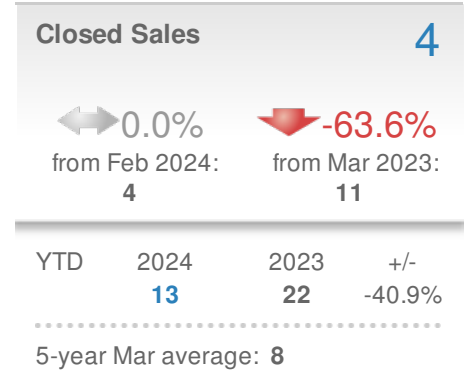 Closed Sales 4
0.0% -63.6%
from Feb 2024: from Mar 2023:
4 11
YTD 2024 2023 +/-
13 22 -40.9%
5-year Mar average: 8